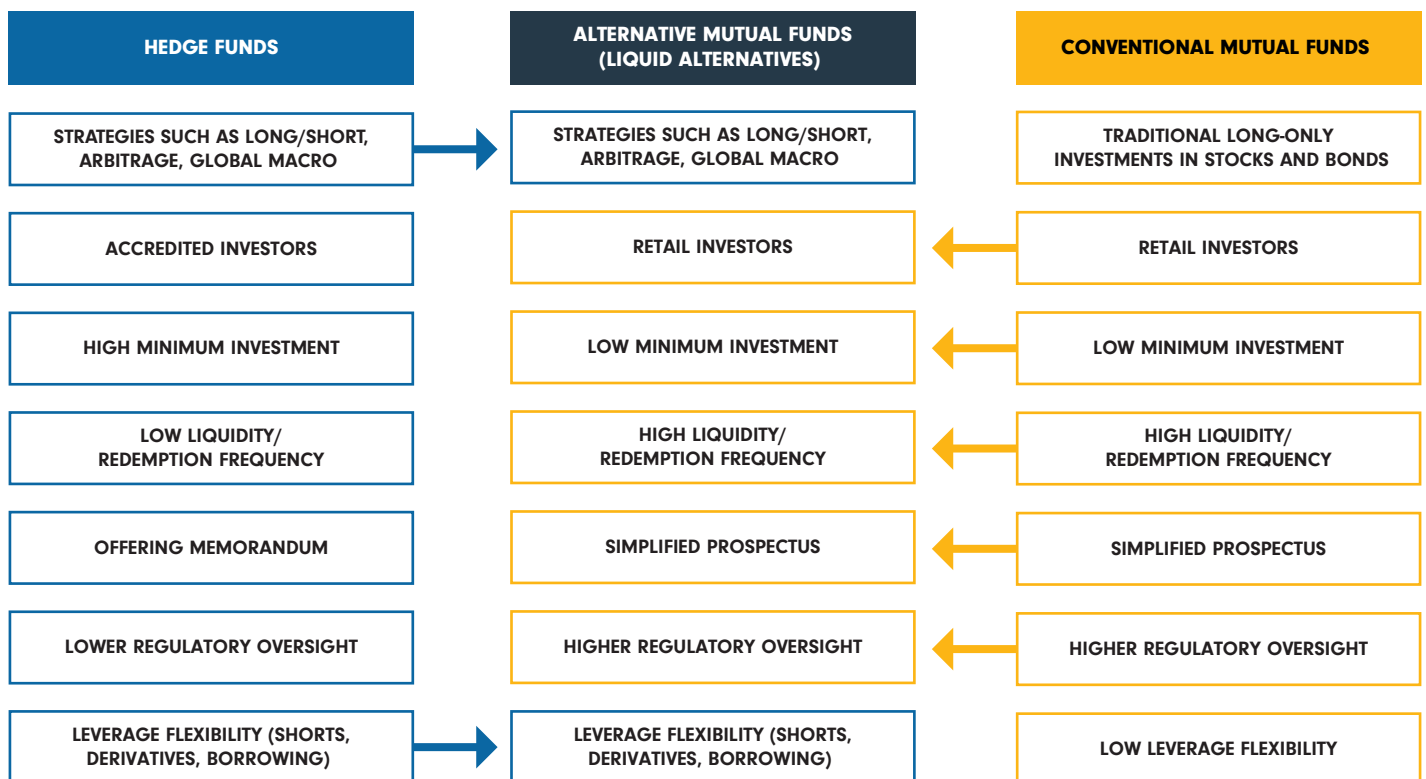 HEDGE FUNDS
ALTERNATIVE MUTUAL FUNDS
(LIQUID ALTERNATIVES)
CONVENTIONAL MUTUAL FUNDS
STRATEGIES SUCH AS LONG/SHORT,
ARBITRAGE, GLOBAL MACRO
STRATEGIES SUCH AS LONG/SHORT,
ARBITRAGE, GLOBAL MACRO
TRADITIONAL LONG-ONLY
INVESTMENTS IN STOCKS AND BONDS
ACCREDITED INVESTORS
RETAIL INVESTORS
RETAIL INVESTORS
HIGH MINIMUM INVESTMENT
LOW MINIMUM INVESTMENT
LOW MINIMUM INVESTMENT
LOW LIQUIDITY/
REDEMPTION FREQUENCY
HIGH LIQUIDITY/
REDEMPTION FREQUENCY
HIGH LIQUIDITY/
REDEMPTION FREQUENCY
OFFERING MEMORANDUM
SIMPLIFIED PROSPECTUS
SIMPLIFIED PROSPECTUS
LOWER REGULATORY OVERSIGHT
HIGHER REGULATORY OVERSIGHT
HIGHER REGULATORY OVERSIGHT
LEVERAGE FLEXIBILITY (SHORTS,
DERIVATIVES, BORROWING)
LEVERAGE FLEXIBILITY (SHORTS,
DERIVATIVES, BORROWING)
LOW LEVERAGE FLEXIBILITY